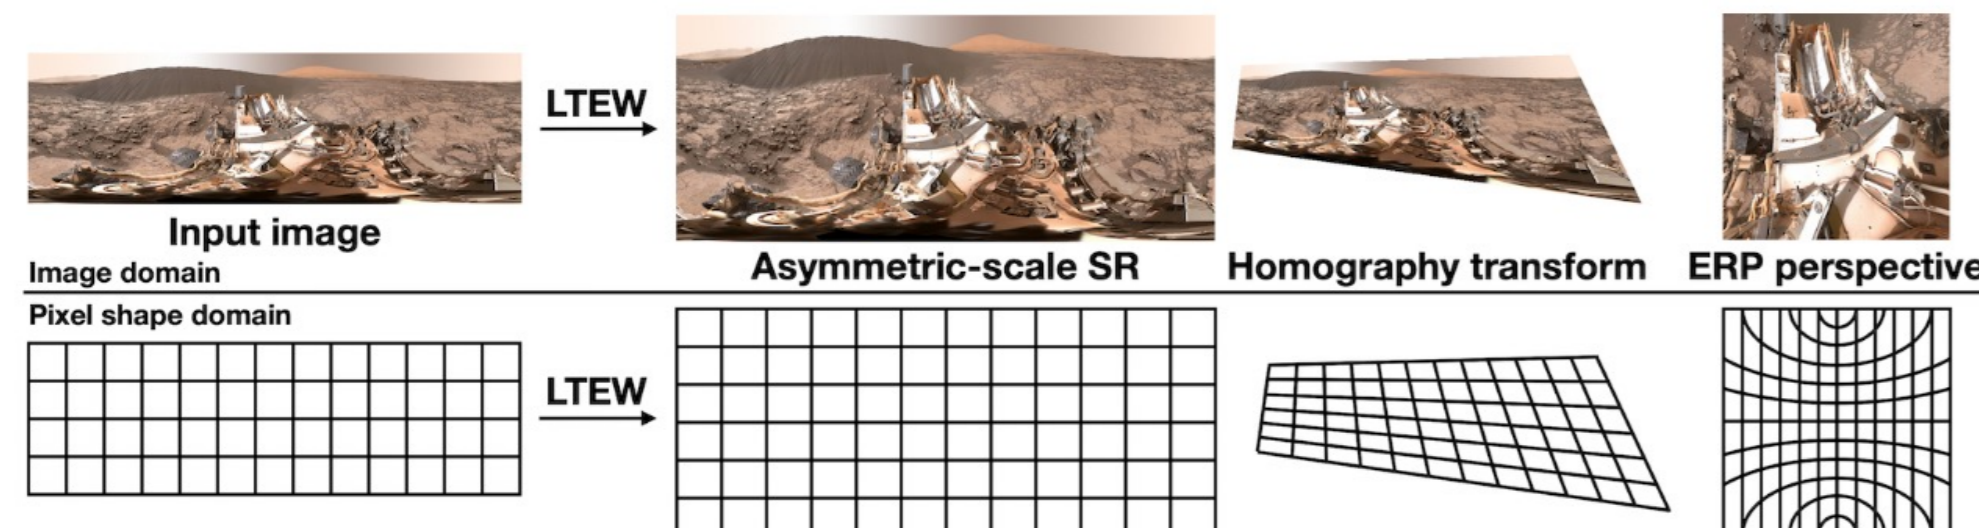 LTEW
Input image
Asymmetric-scale SR
Homography transform
ERP perspective
Image domain
Pixel shape domain
LTEW